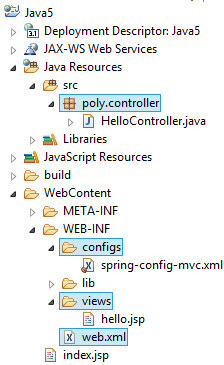 Java5
Deployment Descriptor: Java5
JAX-WS Web Services
Java Resources
src
poly.controller
HelloController.java
Libraries
JavaScript Resources
build
WebContent
META-INF
WEB-INF
configs
spring-config-mvc.xml
lib
views
hello.jsp
web.xml
index.jsp